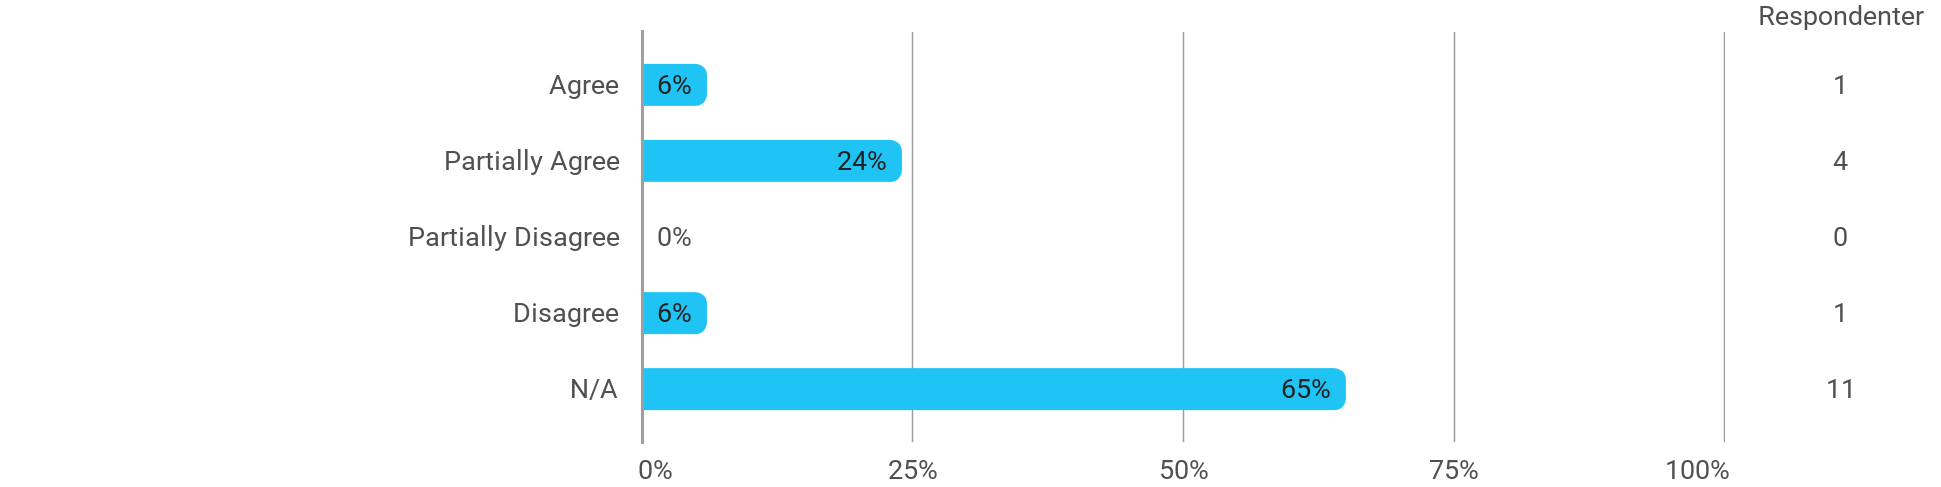 Respondenter
Agree 6% 1
Partially Agree 24% 4
Partially Disagree 0% 0
Disagree 6% 1
N/A 65% 11
0% 25% 50% 75% 100%